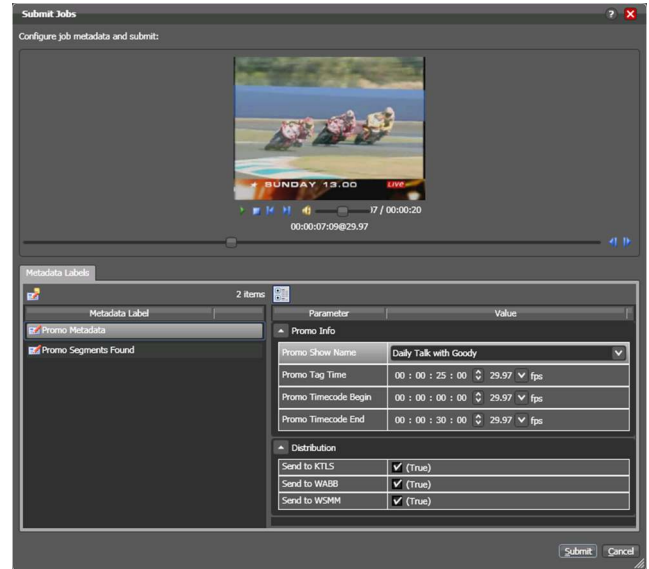 Submit Jobs
?
Configure job metadata and submit:
SUNDAY 13.00 LIVE
7 / 00:00:20
00:00:07:09@29.97
Metadata Labels
2 items
Metadata Label
Promo Metadata
Promo Segments Found
Parameter Value
Promo Info
Promo Show Name Daily Talk with Goody
Promo Tag Time 00 : 00 : 25 : 00 29.97 fps
Promo Timecode Begin 00 : 00 : 00 : 00 29.97 fps
Promo Timecode End 00 : 00 : 30 : 00 29.97 fps
Distribution
Send to KTLS (True)
Send to WABB (True)
Send to WSMM (True)
Submit Cancel